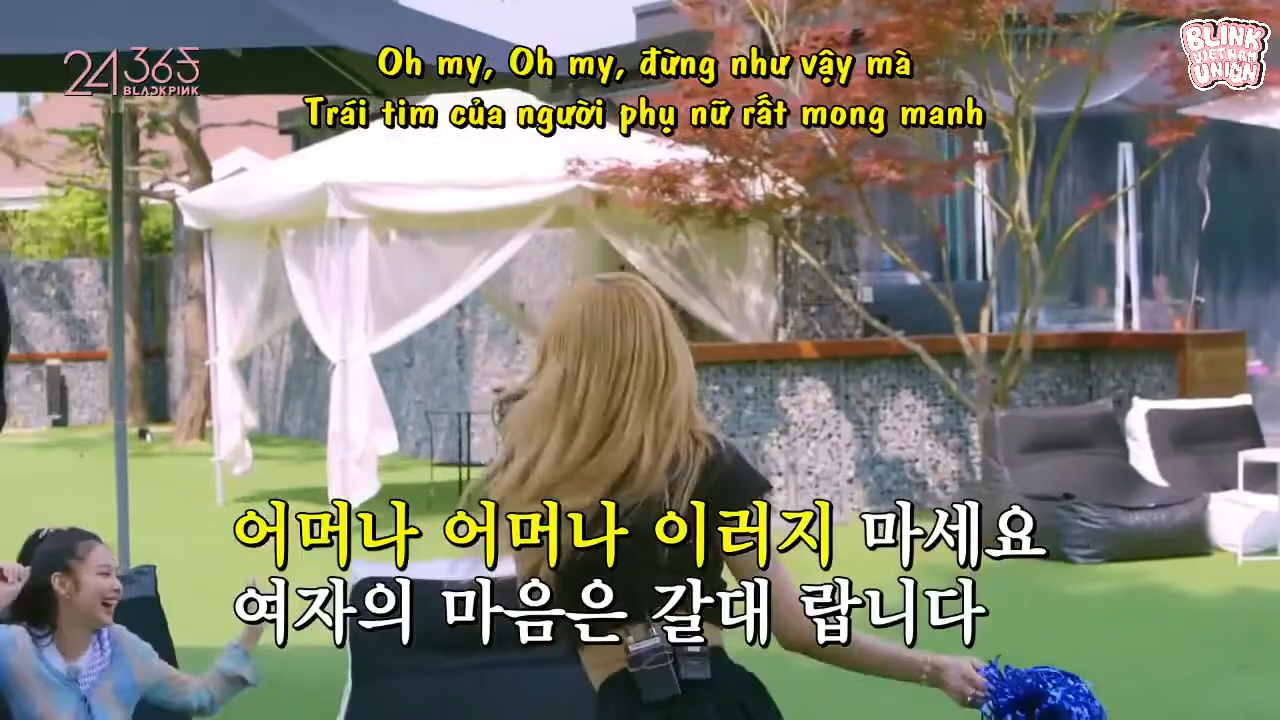 24
365
BLACKPINK
BLINK
VIETNAM
UNION
Oh my, Oh my, đừng như vậy mà
Trái tim của người phụ nữ rất mong manh
어머나 어머나 이러지 마세요
여자의 마음은 갈대 랍니다